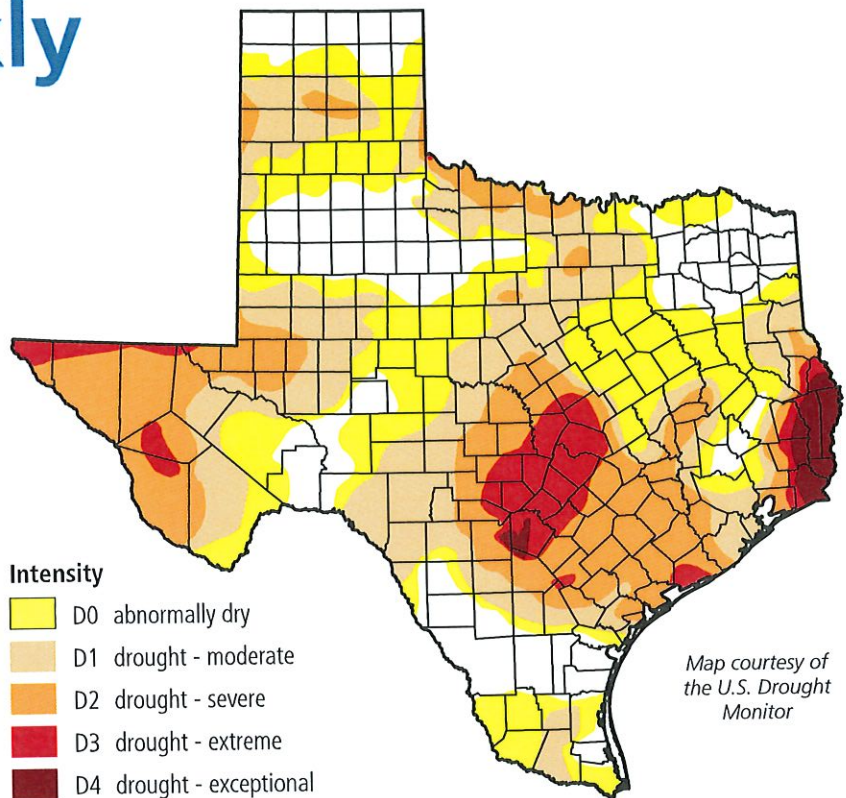 kly
Intensity
D0 abnormally dry
D1 drought - moderate
D2 drought - severe
D3 drought - extreme
D4 drought - exceptional
Map courtesy of
the U.S. Drought
Monitor